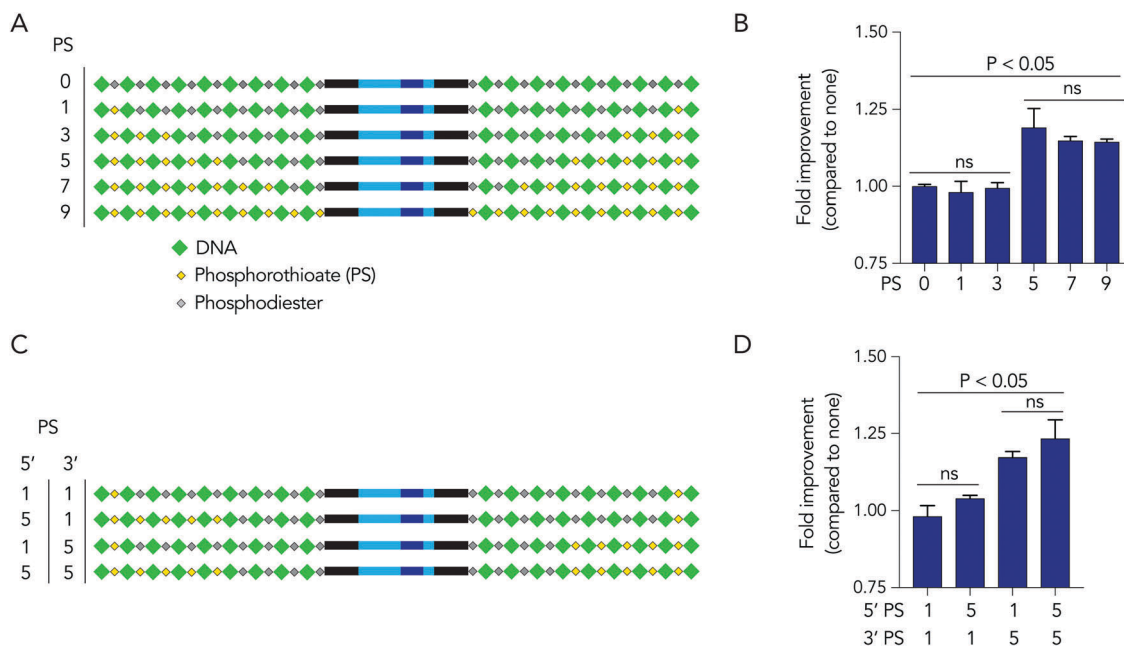 A
PS
0
1
3
5
7
9
DNA
Phosphorothioate (PS)
Phosphodiester
B
Fold improvement
(compared to none)
1.50
1.25
1.00
0.75
P < 0.05
ns
ns
PS 0 1 3 5 7 9
C
PS
5’ 3’
1 1
5 1
1 5
5 5
D
Fold improvement
(compared to none)
1.50
1.25
1.00
0.75
P < 0.05
ns
ns
5’ PS 1 5 1 5
3’ PS 1 1 5 5